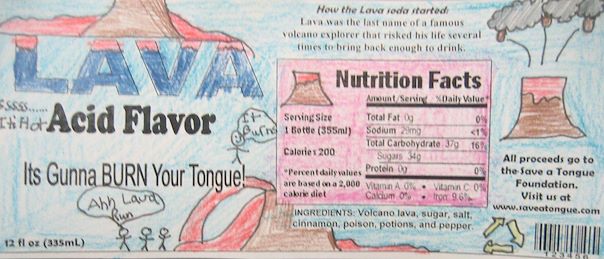 LAVA
Ssss.....
It's Hot
Acid Flavor
It
Burns
Its Gunna BURN Your Tongue!
Ahh Lava
Run
12 fl oz (335mL)
How the Lava soda started:
Lava was the last name of a famous
volcano explorer that risked his life several
times to bring back enough to drink.
Nutrition Facts
Serving Size
1 Bottle (355ml)
Calories 200
*Percent daily values
are based on a 2,000
calorie diet
Amount/Serving %Daily Value*
Total Fat 0g 0%
Sodium 29mg <1%
Total Carbohydrate 37g 16%
Sugars 34g
Protein 0g 0%
Vitamin A 0% • Vitamin C 0%
Calcium 0% • Iron 9.6%
INGREDIENTS: Volcano lava, sugar, salt,
cinnamon, poison, potions, and pepper.
All proceeds go to
the Save a Tongue
Foundation.
Visit us at
www.saveatongue.com
123456